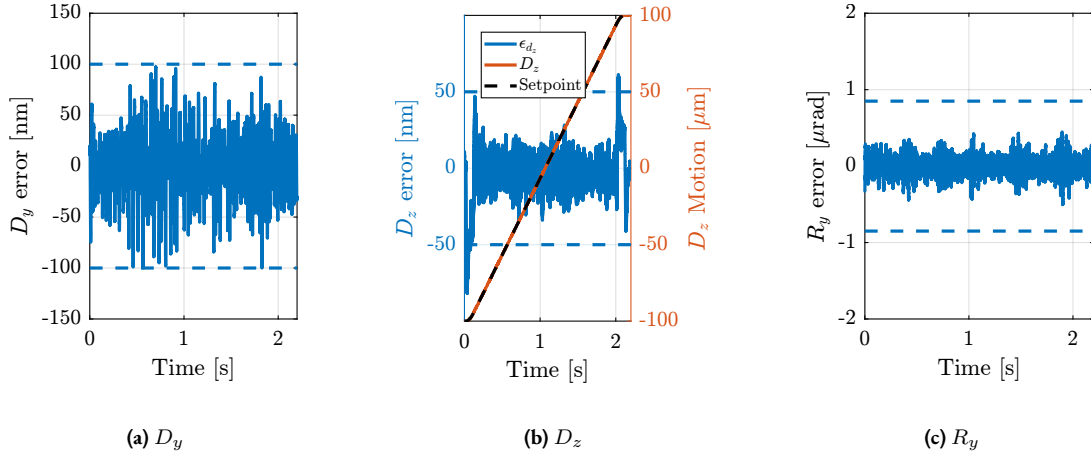 150
100
50
0
-50
-100
-150
D_y error [nm]
0 1 2
Time [s]
(a) D_y
50
0
-50
D_z error [nm]
ϵ_{d_z}
D_z
Setpoint
100
50
0
-50
-100
D_z Motion [μm]
0 1 2
Time [s]
(b) D_z
2
1
0
-1
-2
R_y error [μrad]
0 1 2
Time [s]
(c) R_y